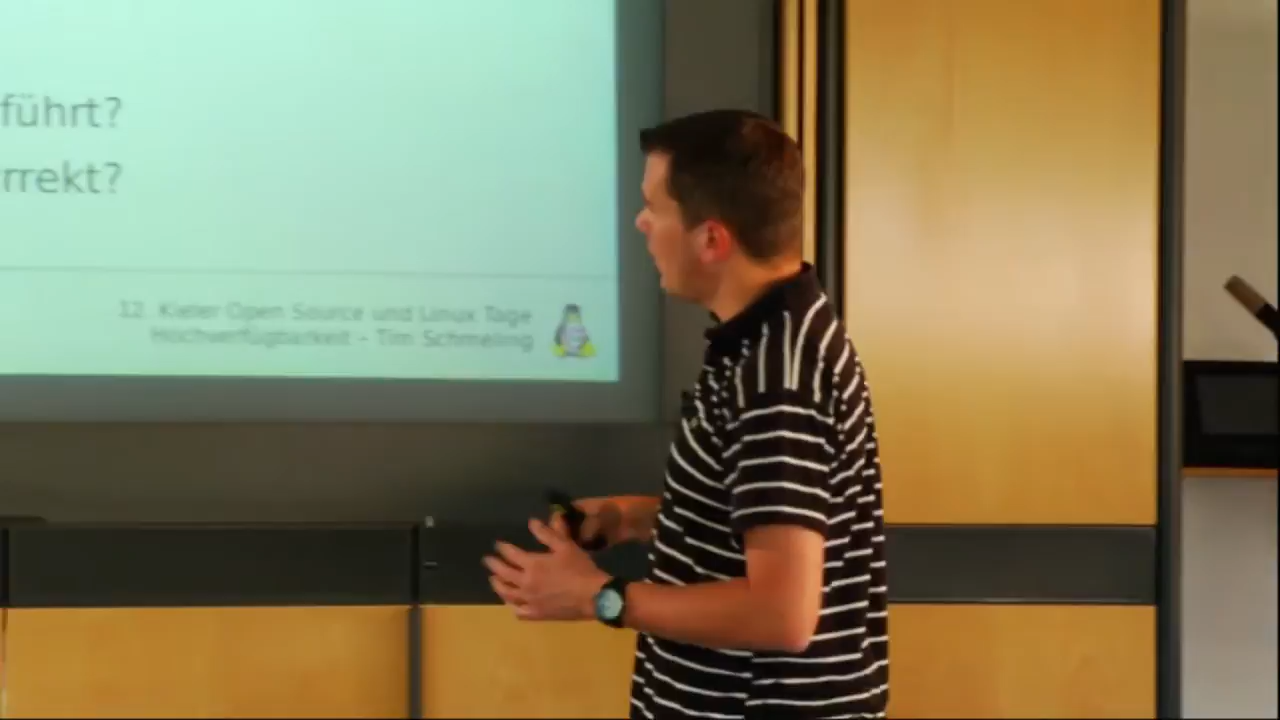 führt?
rrekt?
12. Kieler Open Source und Linux Tage
Hochverfügbarkeit – Tim Schmeling